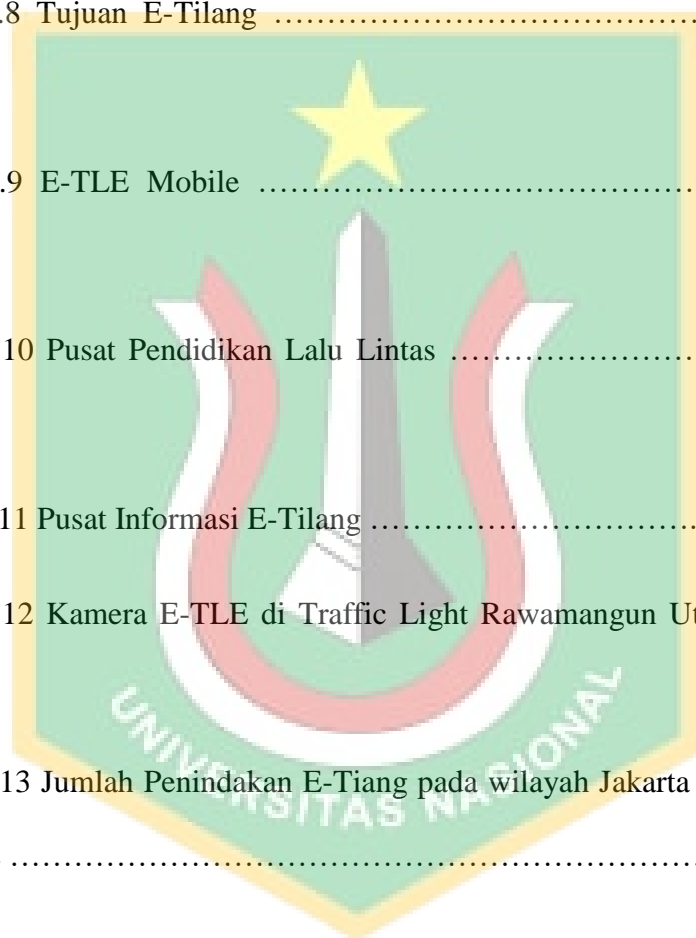 .8 Tujuan E-Tilang ……………………………………
.9 E-TLE Mobile ……………………………………
10 Pusat Pendidikan Lalu Lintas ……………………
11 Pusat Informasi E-Tilang ……………………………
12 Kamera E-TLE di Traffic Light Rawamangun
13 Jumlah Penindakan E-Tiang pada wilayah Jakarta
……………………………………………………………
UNIVERSITAS NASIONAL